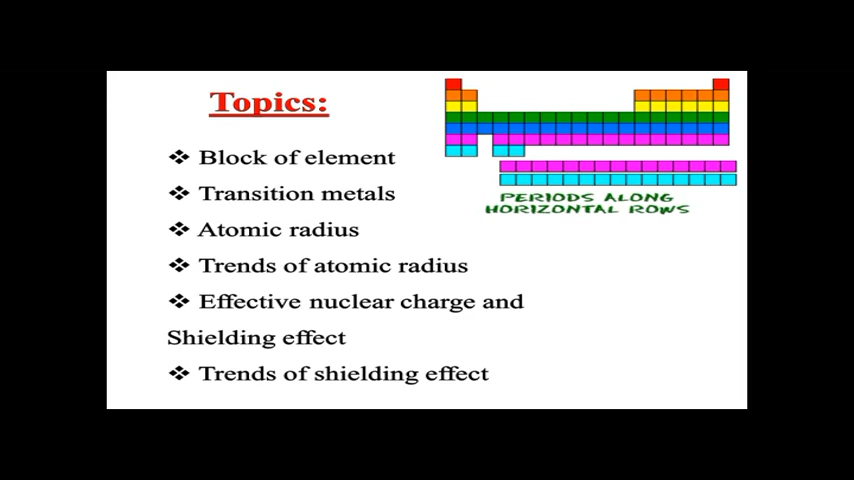 Topics:
❖ Block of element
❖ Transition metals
❖ Atomic radius
❖ Trends of atomic radius
❖ Effective nuclear charge and
Shielding effect
❖ Trends of shielding effect
PERIODS ALONG
HORIZONTAL ROWS